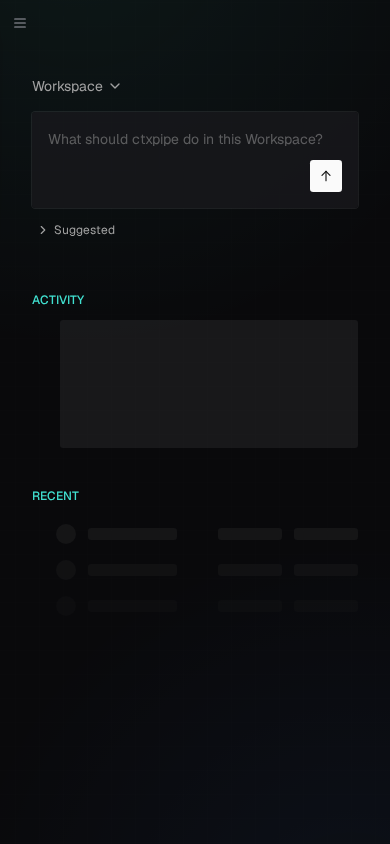 Workspace
What should ctxpipe do in this Workspace?
Suggested
ACTIVITY
RECENT